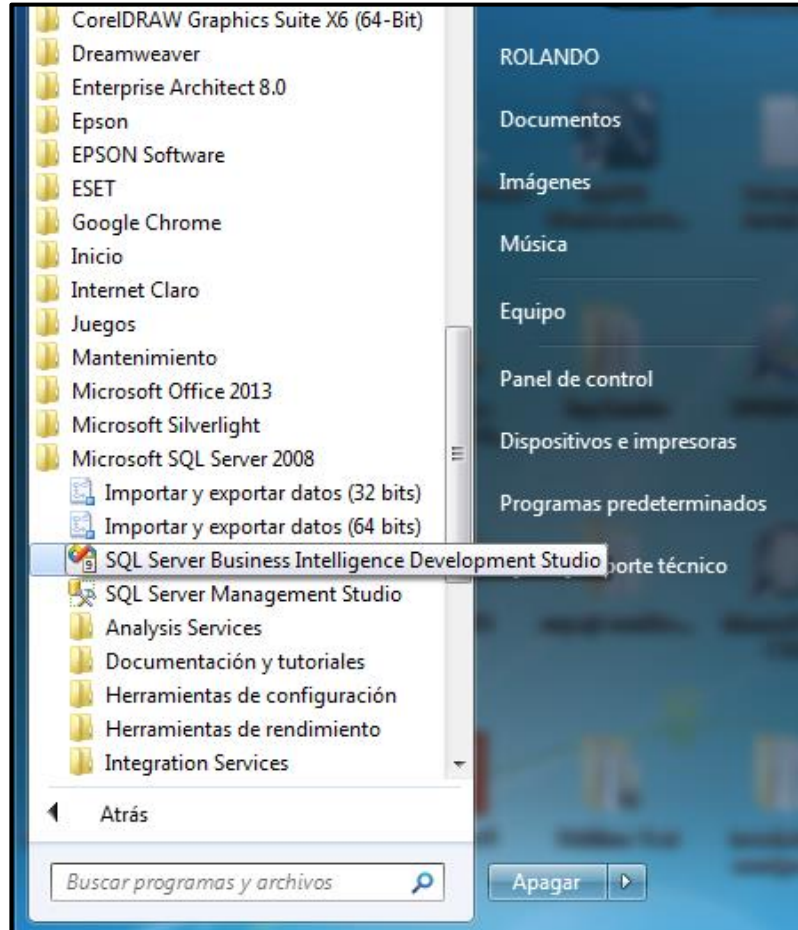 CorelDRAW Graphics Suite X6 (64-Bit)
Dreamweaver
Enterprise Architect 8.0
Epson
EPSON Software
ESET
Google Chrome
Inicio
Internet Claro
Juegos
Mantenimiento
Microsoft Office 2013
Microsoft Silverlight
Microsoft SQL Server 2008
Importar y exportar datos (32 bits)
Importar y exportar datos (64 bits)
SQL Server Business Intelligence Development Studio
SQL Server Management Studio
Analysis Services
Documentación y tutoriales
Herramientas de configuración
Herramientas de rendimiento
Integration Services
Atrás
Buscar programas y archivos
ROLANDO
Documentos
Imágenes
Música
Equipo
Panel de control
Dispositivos e impresoras
Programas predeterminados
técnico
Apagar